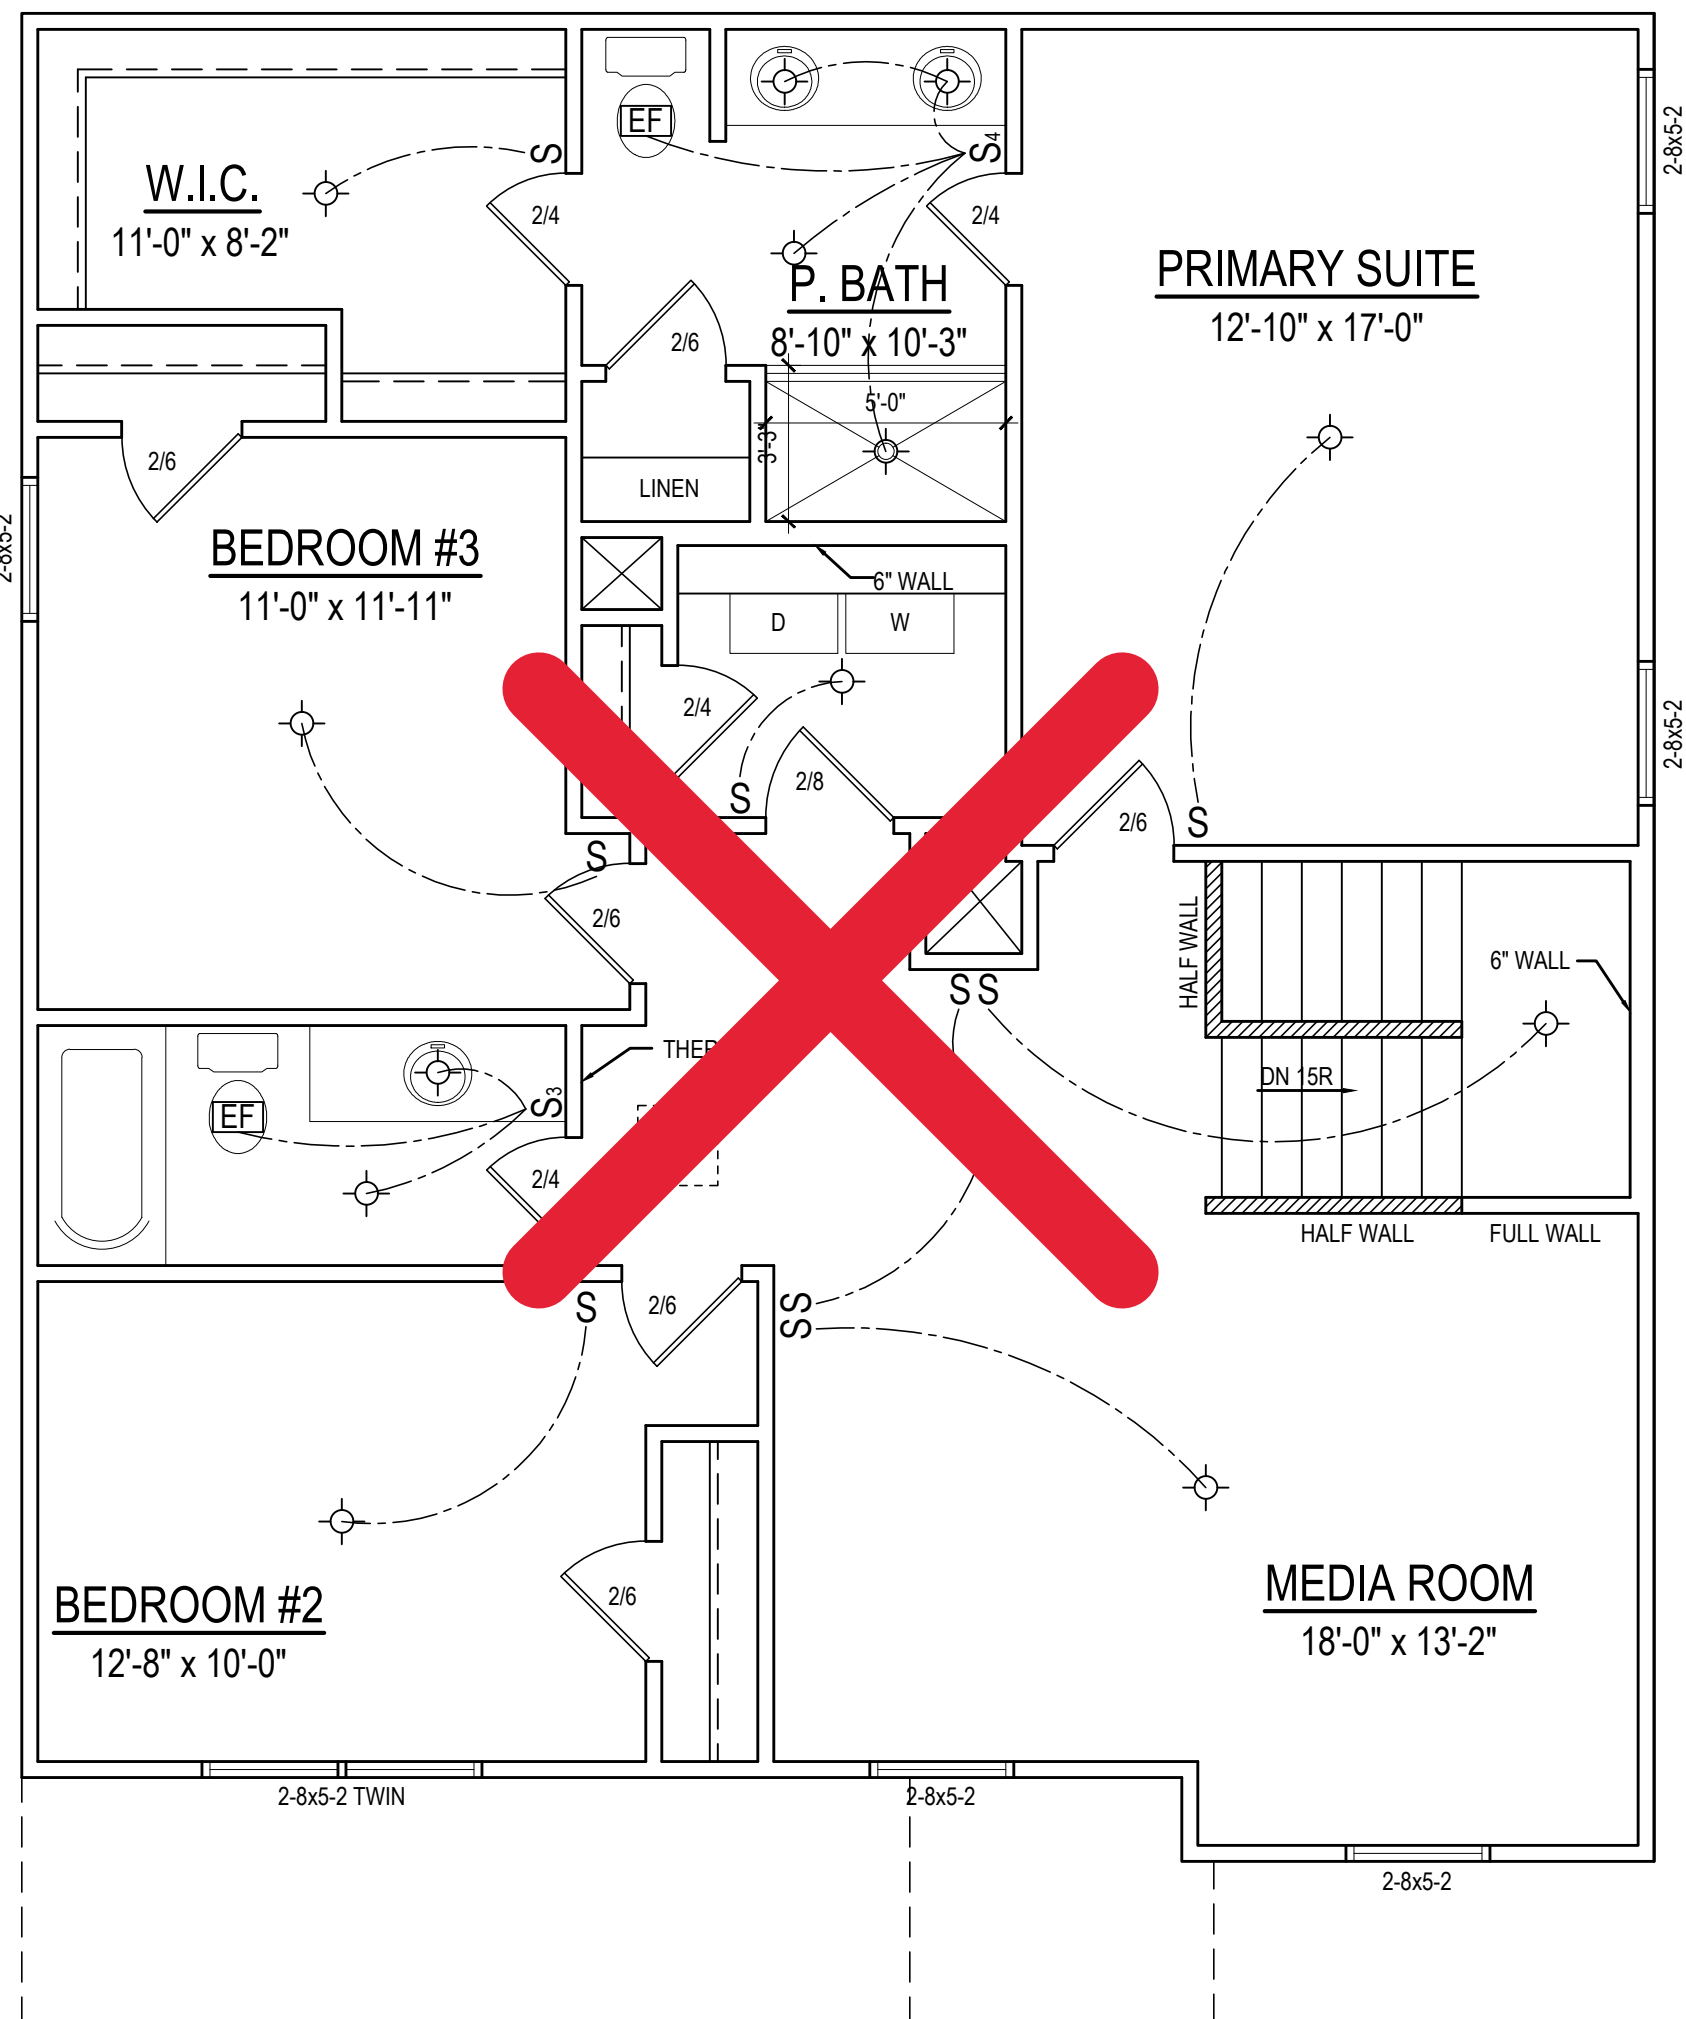 EF
2-8x5-2
S
S4
W.I.C.
11'-0" x 8'-2"
2/4
2/4
P. BATH
8'-10" x 10'-3"
PRIMARY SUITE
12'-10" x 17'-0"
2/6
5'-0"
3'-3"
2/6
LINEN
2-8x5-2
BEDROOM #3
11'-0" x 11'-11"
6" WALL
D
W
2/4
2-8x5-2
S
2/8
2/6
S
S
2/6
HALF WALL
6" WALL
S S
DN 15R
EF
S3
2/4
HALF WALL
FULL WALL
S
2/6
S
S
BEDROOM #2
12'-8" x 10'-0"
2/6
MEDIA ROOM
18'-0" x 13'-2"
2-8x5-2 TWIN
2-8x5-2
2-8x5-2